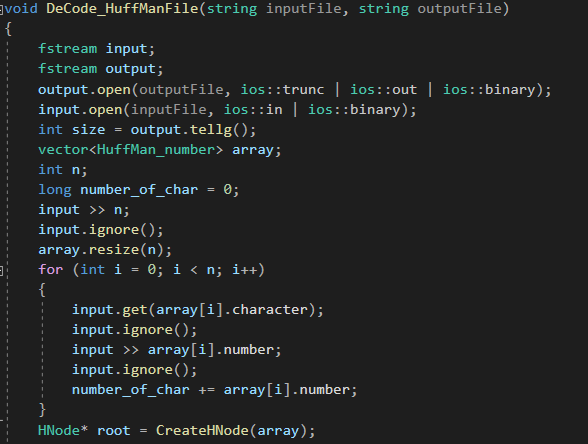 void DeCode_HuffManFile(string inputFile, string outputFile)
{
    fstream input;
    fstream output;
    output.open(outputFile, ios::trunc | ios::out | ios::binary);
    input.open(inputFile, ios::in | ios::binary);
    int size = output.tellg();
    vector<HuffMan_number> array;
    int n;
    long number_of_char = 0;
    input >> n;
    input.ignore();
    array.resize(n);
    for (int i = 0; i < n; i++)
    {
        input.get(array[i].character);
        input.ignore();
        input >> array[i].number;
        input.ignore();
        number_of_char += array[i].number;
    }
    HNode* root = CreateHNode(array);